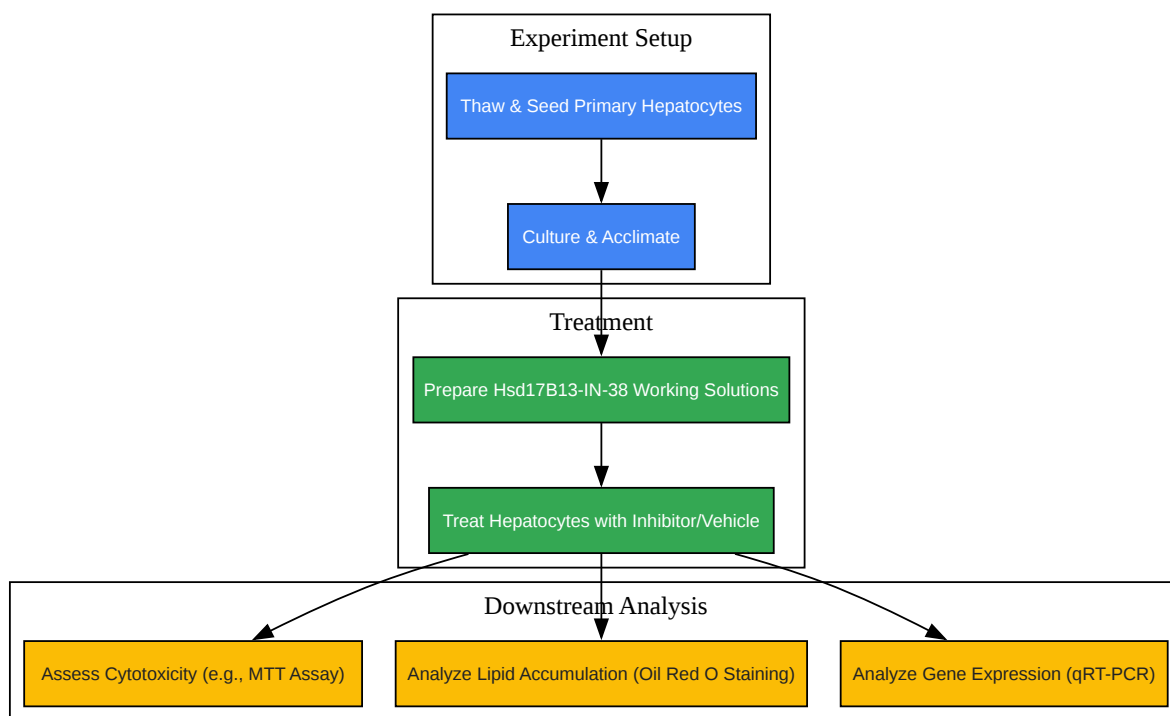 Experiment Setup
Thaw & Seed Primary Hepatocytes
Culture & Acclimate
Treatment
Prepare Hsd17B13-IN-38 Working Solutions
Treat Hepatocytes with Inhibitor/Vehicle
Downstream Analysis
Assess Cytotoxicity (e.g., MTT Assay)
Analyze Lipid Accumulation (Oil Red O Staining)
Analyze Gene Expression (qRT-PCR)